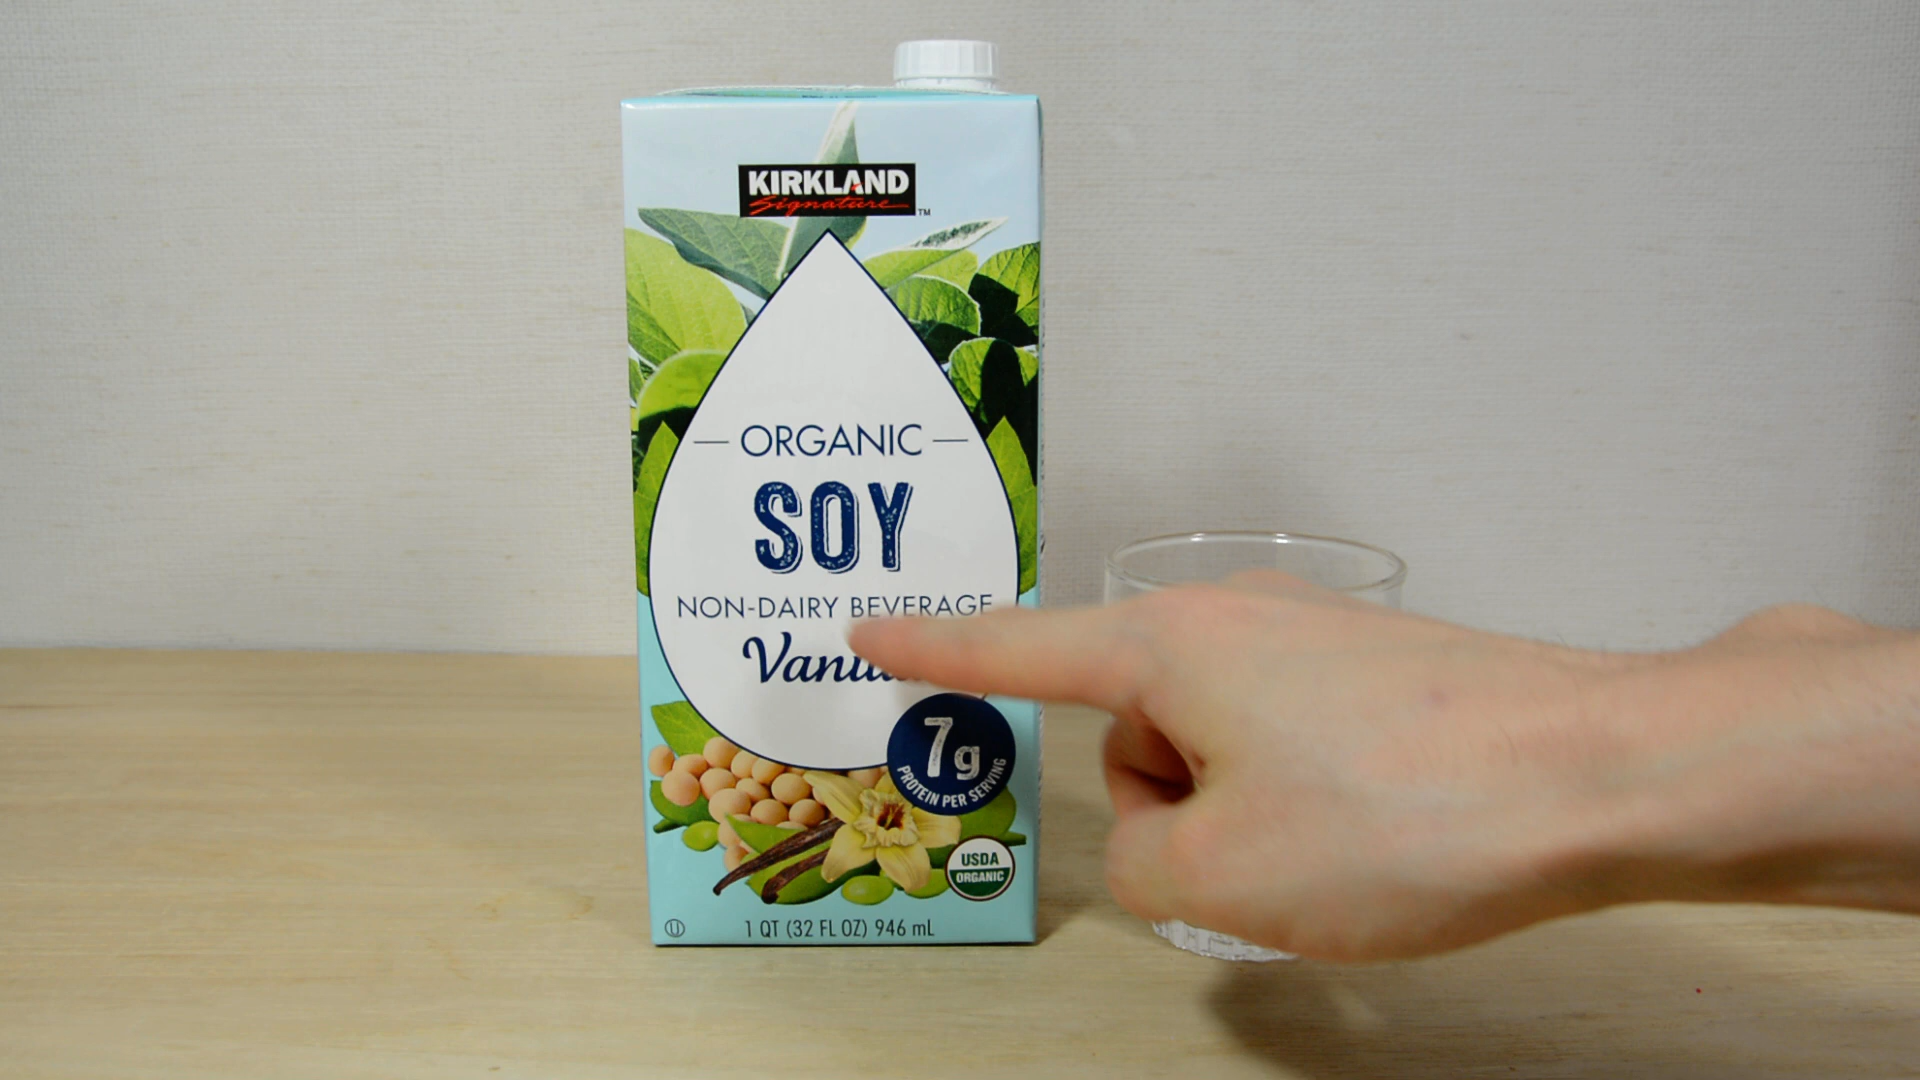 KIRKLAND
Signature™
ORGANIC
SOY
NON-DAIRY BEVERAGE
7g
PROTEIN PER SERVING
USDA
ORGANIC
U
1 QT (32 FL OZ) 946 mL